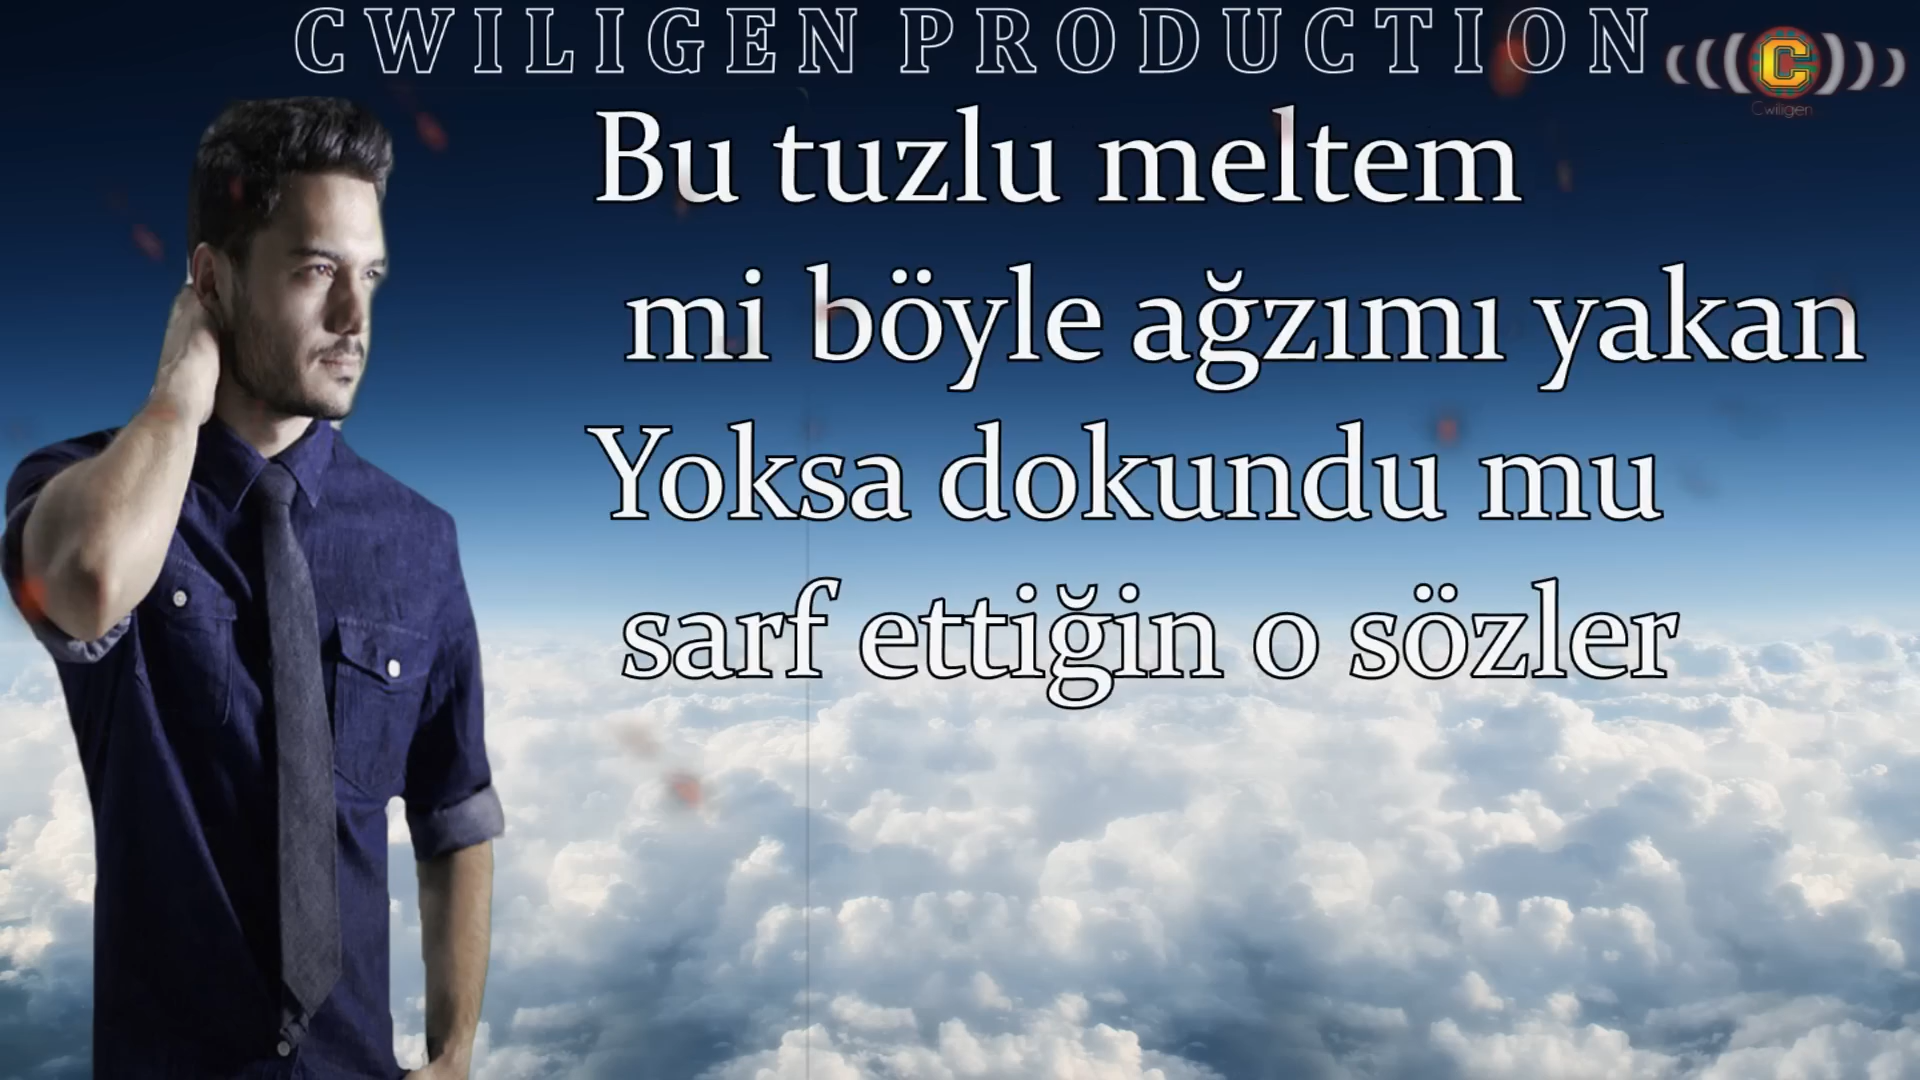 CWILIGEN PRODUCTION
C
Cwiligen
Bu tuzlu meltem
mi böyle ağzımı yakan
Yoksa dokundu mu
sarf ettiğin o sözler